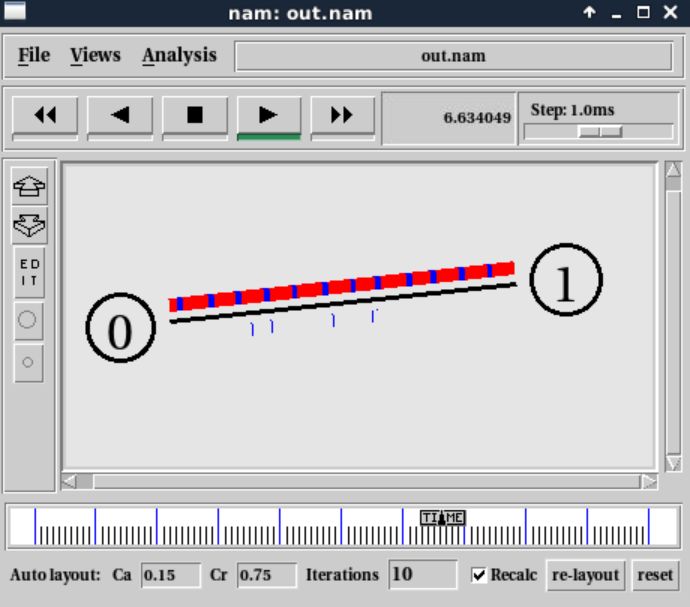 nam: out.nam
File Views Analysis out.nam
6.634049 Step: 1.0ms
ED
IT
0 1
TIME
Auto layout: Ca 0.15 Cr 0.75 Iterations 10 Recalc re-layout reset